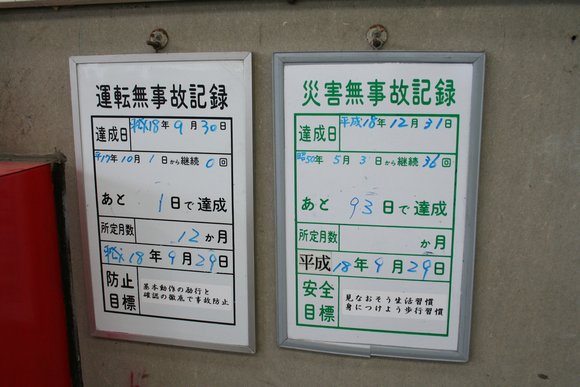 運転無事故記録
達成日 平成18年9月30日
平17年10月1日から継続0回
あと 1日で達成
所定月数 12か月
平成18年9月29日
防止目標
基本動作の励行と
確認の徹底で事故防止
災害無事故記録
達成日 平成18年12月31日
昭50年5月3日から継続36回
あと 93日で達成
所定月数 か月
平成18年9月29日
安全目標
見なおそう生活習慣
身につけよう歩行習慣